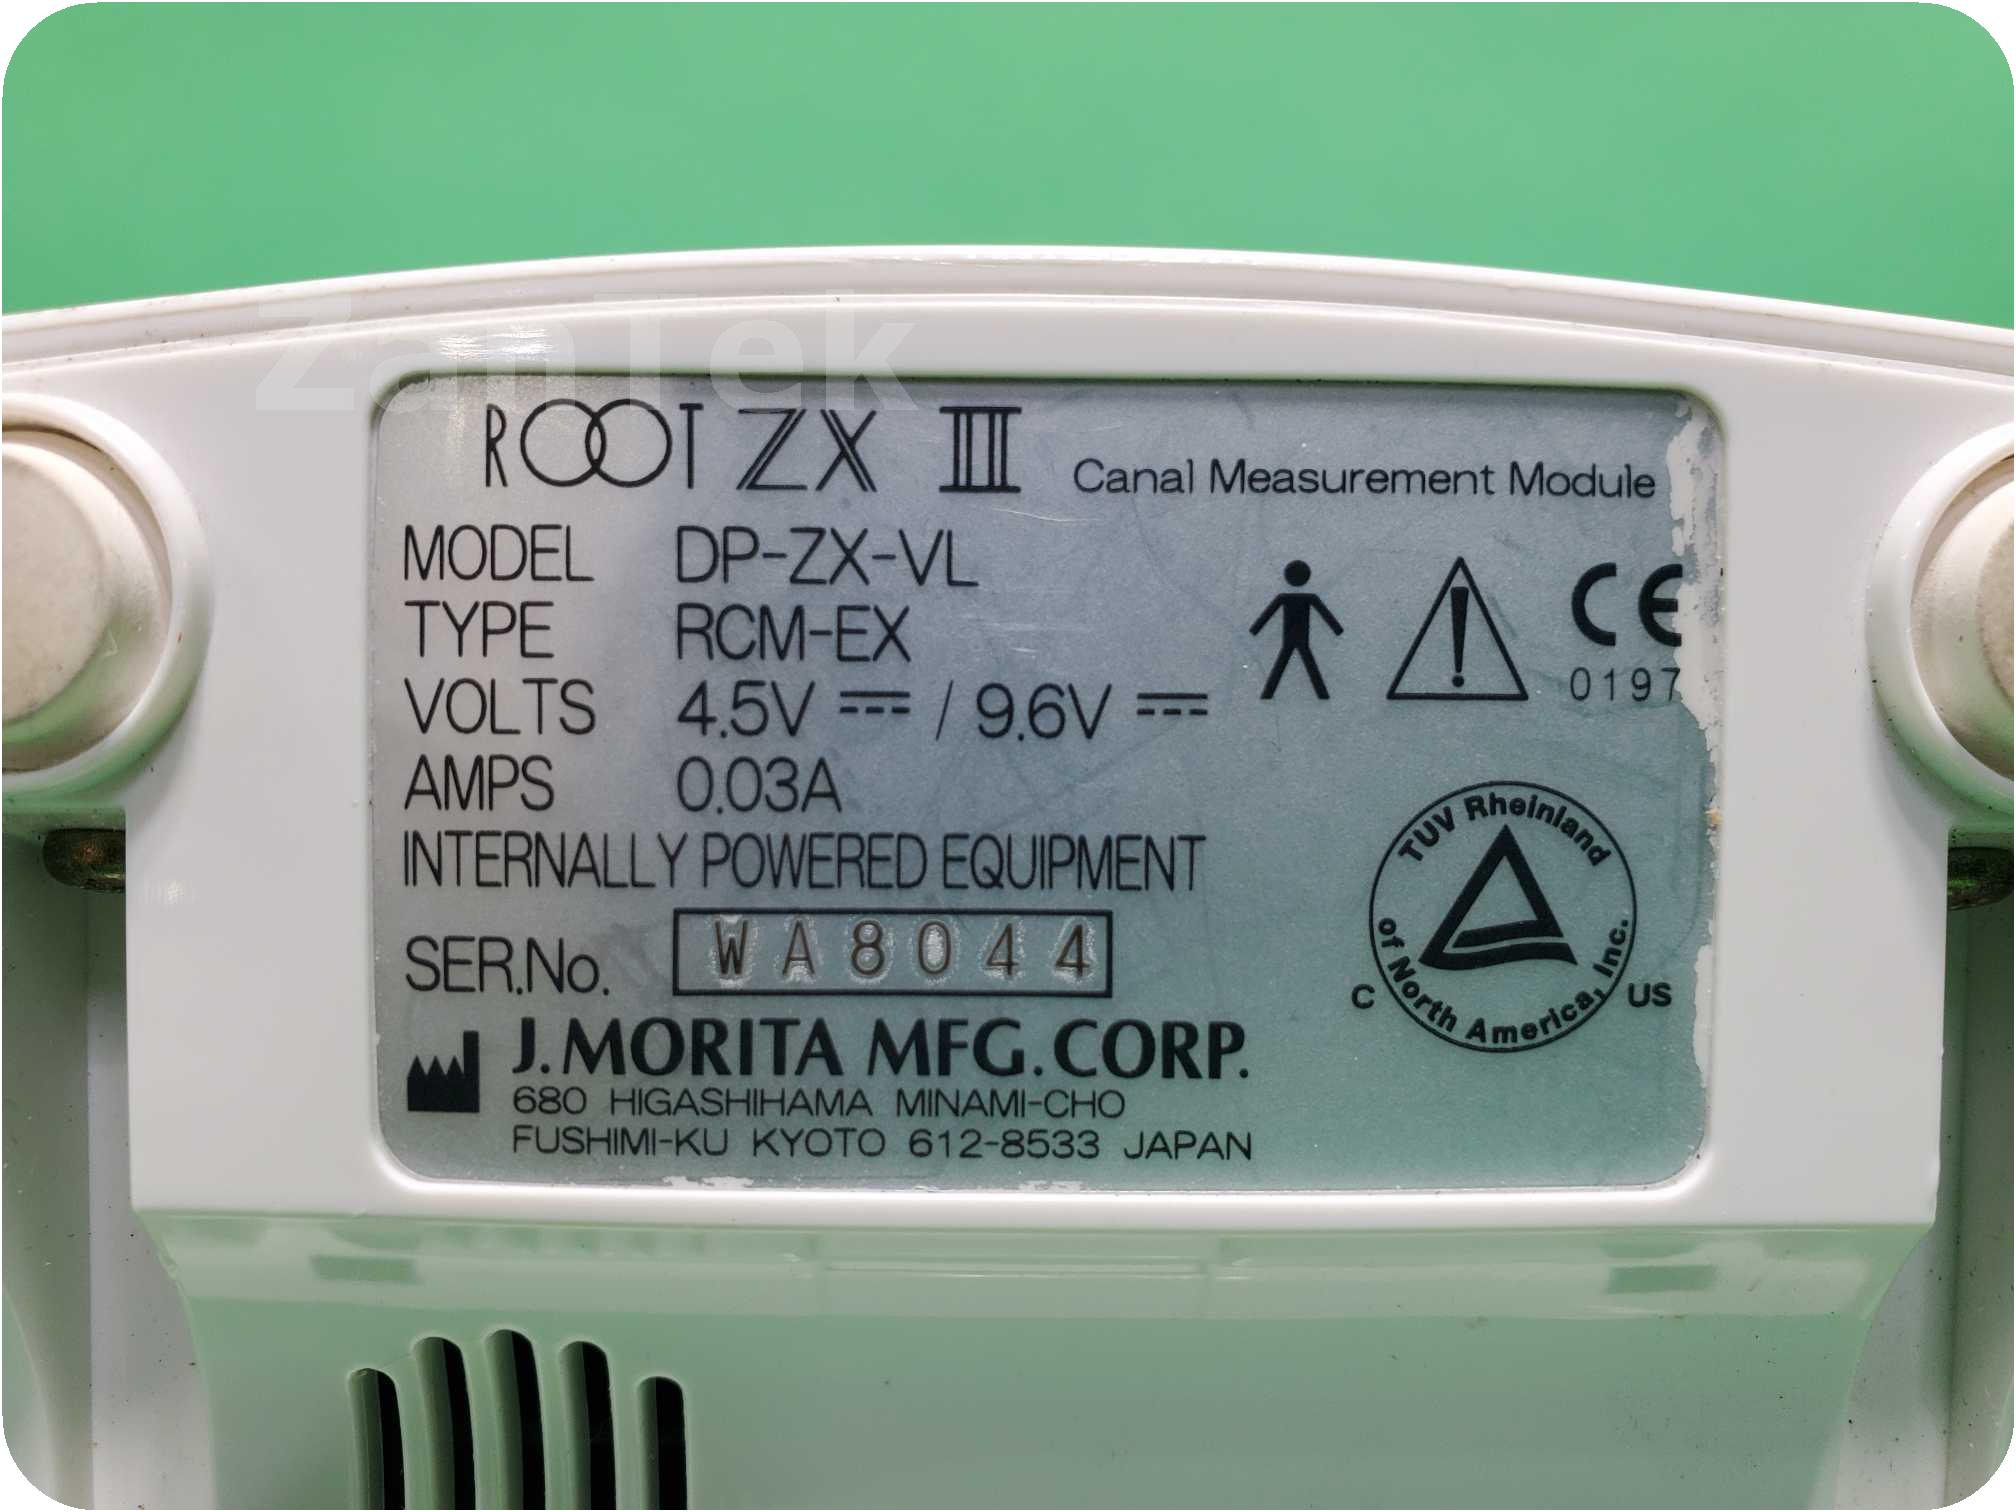 ZanTek
ROOT ZX III Canal Measurement Module
MODEL DP-ZX-VL
TYPE RCM-EX
VOLTS 4.5V ⎓ / 9.6V ⎓
AMPS 0.03A
INTERNALLY POWERED EQUIPMENT
SER.No. WA8044
J. MORITA MFG. CORP.
680 HIGASHIHAMA MINAMI-CHO
FUSHIMI-KU KYOTO 612-8533 JAPAN
CE
0197
TUV Rheinland
of North America, Inc.
C US